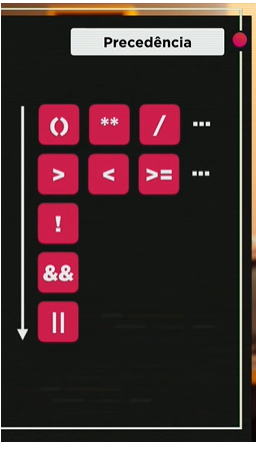 Precedência
() ** / ...
> < >= ...
!
&&
||